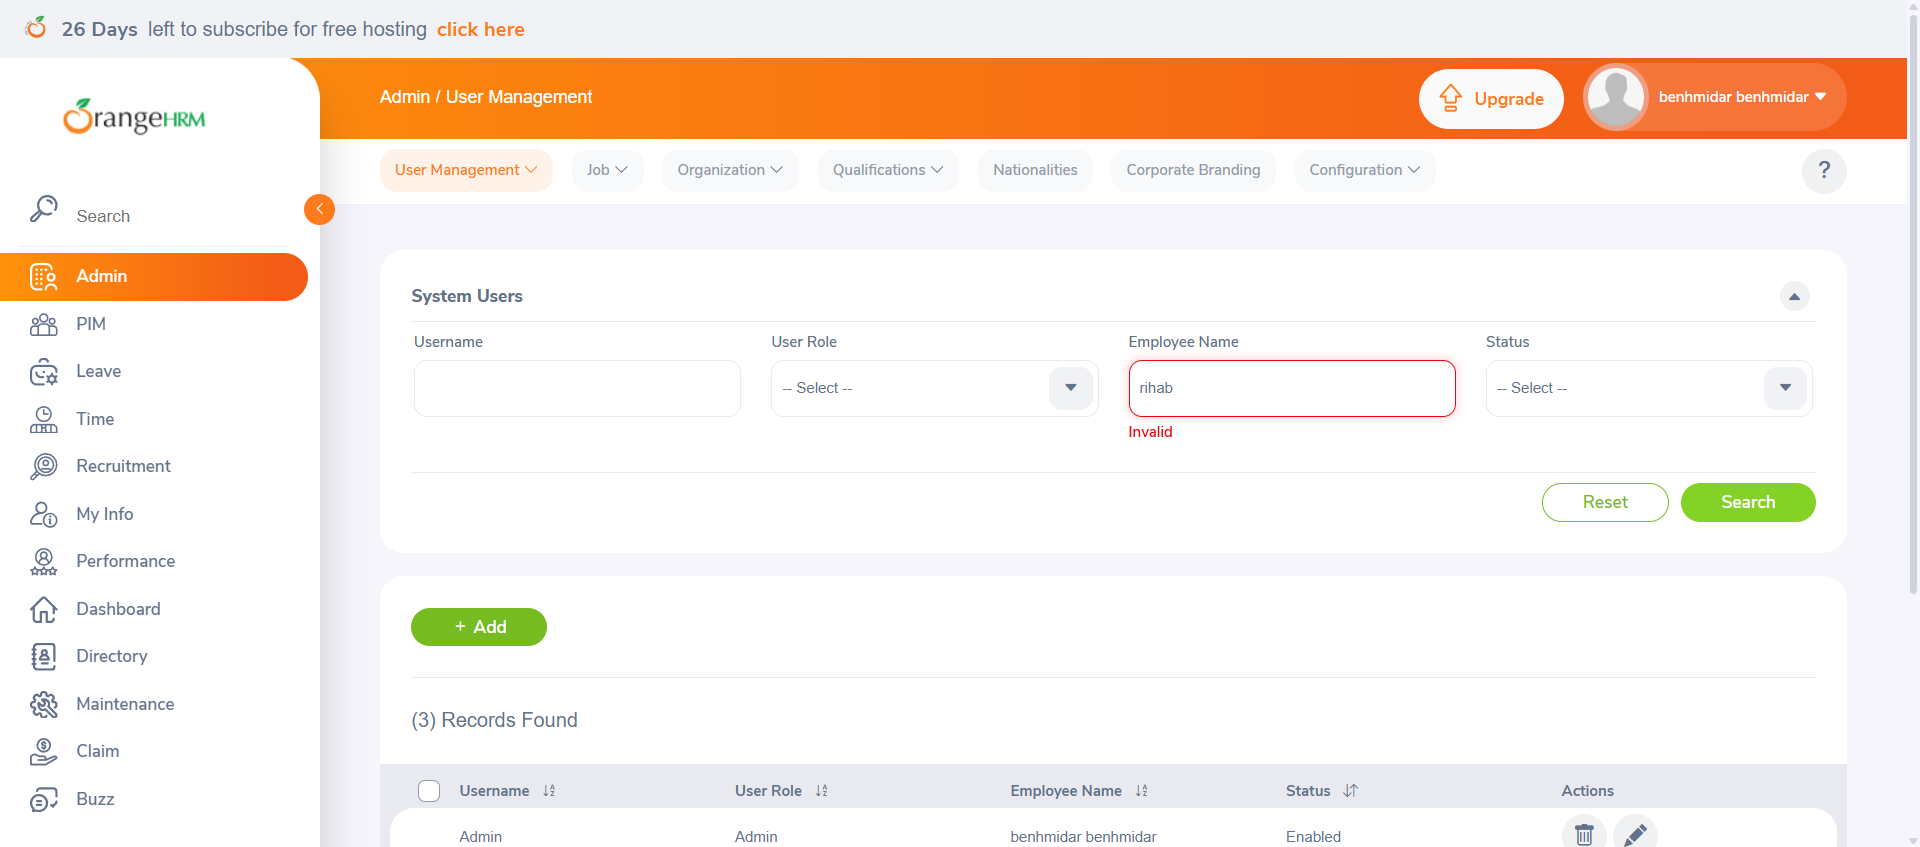 26 Days left to subscribe for free hosting click here
OrangeHRM
Admin / User Management
Upgrade
benhmidar benhmidar
User Management
Job
Organization
Qualifications
Nationalities
Corporate Branding
Configuration
?
Search
Admin
PIM
Leave
Time
Recruitment
My Info
Performance
Dashboard
Directory
Maintenance
Claim
Buzz
System Users
Username
User Role
Employee Name
Status
-- Select --
rihab
-- Select --
Invalid
Reset
Search
+ Add
(3) Records Found
Username
User Role
Employee Name
Status
Actions
Admin
Admin
benhmidar benhmidar
Enabled